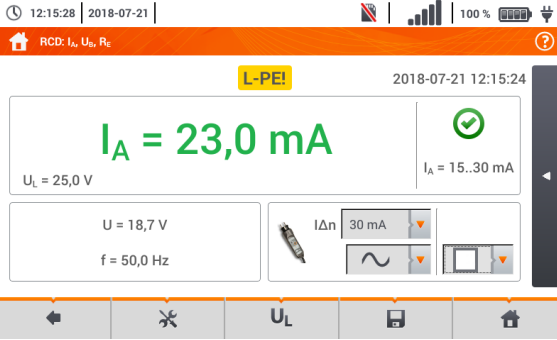 12:15:28 2018-07-21 100 %
RCD: IA, UB, RE
L-PE! 2018-07-21 12:15:24
IA = 23,0 mA
UL = 25,0 V
IA = 15..30 mA
U = 18,7 V
f = 50,0 Hz
IΔn 30 mA
UL